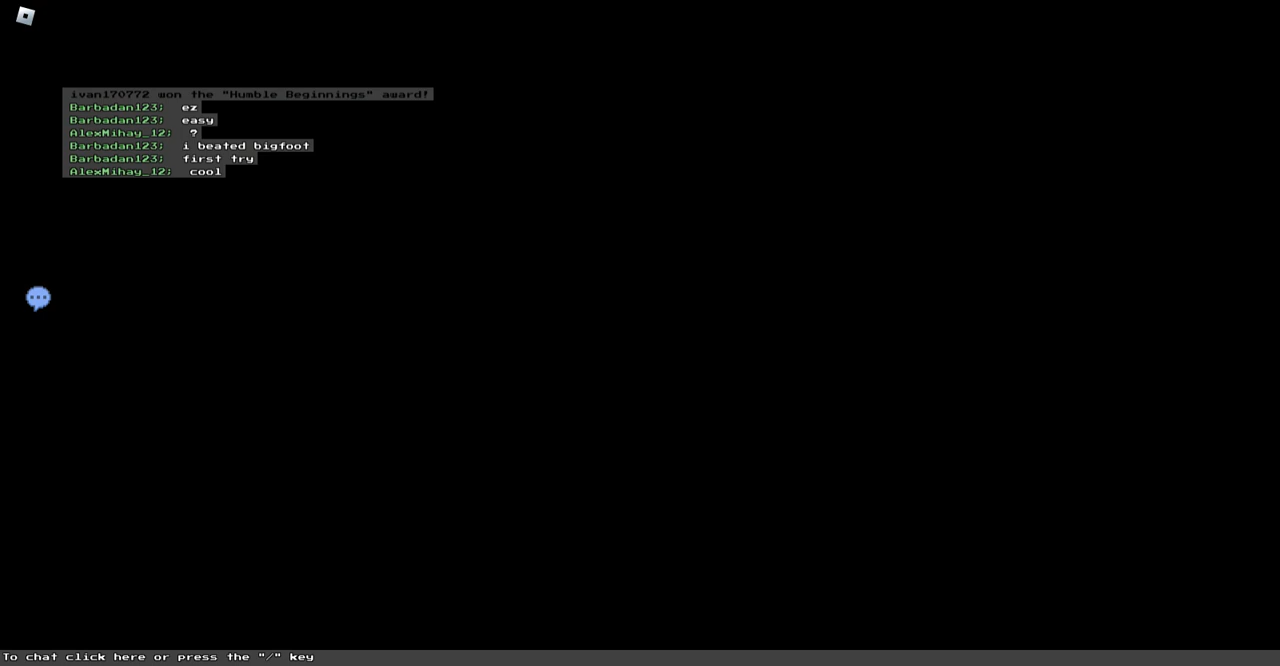 ivan170772 won the "Humble Beginnings" award!
Barbadan123; ez
Barbadan123; easy
AlexMihay_12; ?
Barbadan123; i beated bigfoot
Barbadan123; first try
AlexMihay_12; cool
To chat click here or press the "/" key